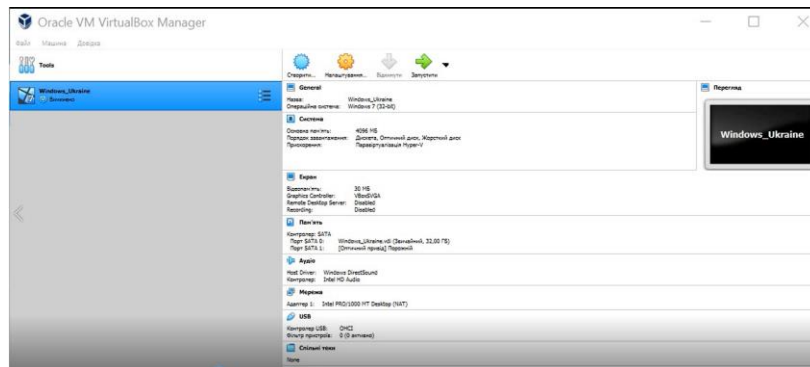 Oracle VM VirtualBox Manager
Файл Машина Довідка
Tools
Windows_Ukraine
Вимкнено
Створити... Налаштування... Відкинути Запустити
General
Назва: Windows_Ukraine
Операційна система: Windows 7 (32-bit)
Система
Основна пам'ять: 4096 МБ
Порядок завантаження: Дискета, Оптичний диск, Жорсткий диск
Прискорення: Паравіртуалізація Hyper-V
Екран
Відеопам'ять: 30 МБ
Graphics Controller: VBoxSVGA
Remote Desktop Server: Disabled
Recording: Disabled
Пам'ять
Контролер: SATA
Порт SATA 0: Windows_Ukraine.vdi (Звичайний, 32,00 ГБ)
Порт SATA 1: [Оптичний привід] Порожній
Аудіо
Host Driver: Windows DirectSound
Контролер: Intel HD Audio
Мережа
Адаптер 1: Intel PRO/1000 MT Desktop (NAT)
USB
Контролер USB: OHCI
Фільтр пристроїв: 0 (0 активно)
Спільні теки
None
Перегляд
Windows_Ukraine